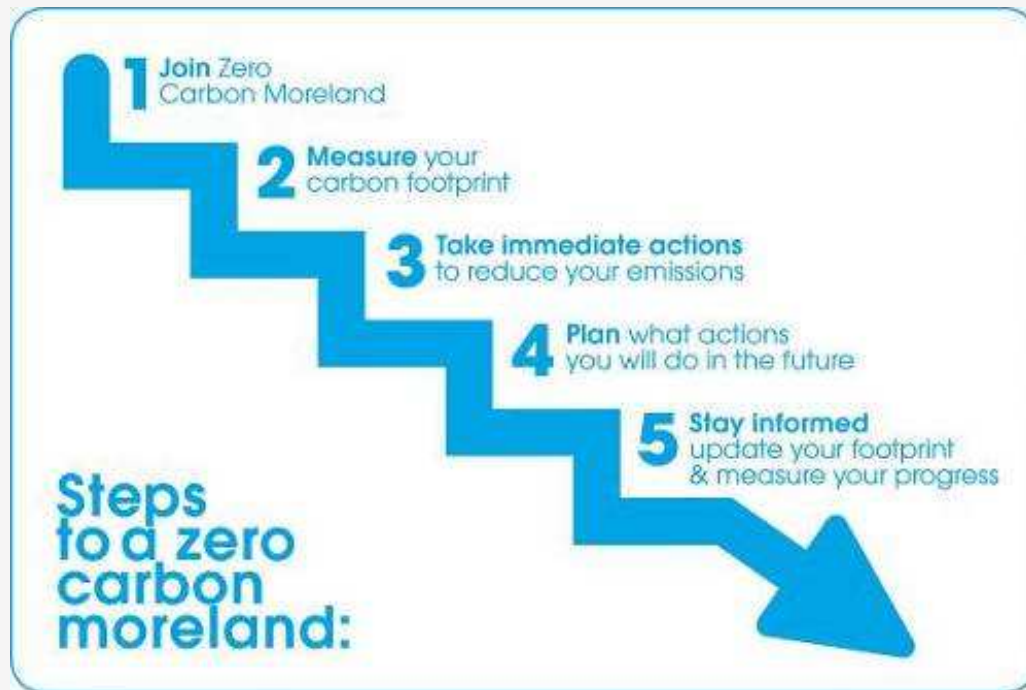 1 Join Zero
Carbon Moreland
2 Measure your
carbon footprint
3 Take immediate actions
to reduce your emissions
4 Plan what actions
you will do in the future
5 Stay informed
update your footprint
& measure your progress
Steps
to a zero
carbon
moreland: